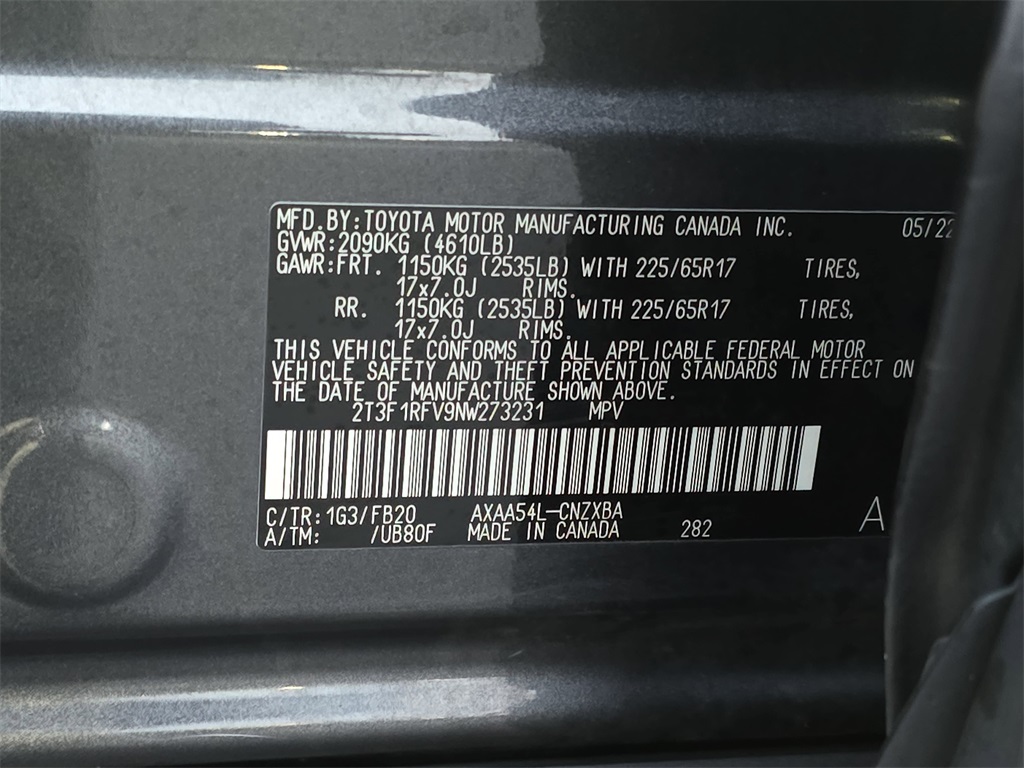 MFD.BY:TOYOTA MOTOR MANUFACTURING CANADA INC. 05/22
GVWR:2090KG (4610LB)
GAWR:FRT. 1150KG (2535LB) WITH 225/65R17 TIRES,
17x7.0J RIMS.
RR. 1150KG (2535LB) WITH 225/65R17 TIRES,
17x7.0J RIMS.
THIS VEHICLE CONFORMS TO ALL APPLICABLE FEDERAL MOTOR
VEHICLE SAFETY AND THEFT PREVENTION STANDARDS IN EFFECT ON
THE DATE OF MANUFACTURE SHOWN ABOVE.
2T3F1RFV9NW273231 MPV
C/TR:1G3/FB20 AXAA54L-CNZXBA A
A/TM: /UB80F MADE IN CANADA 282